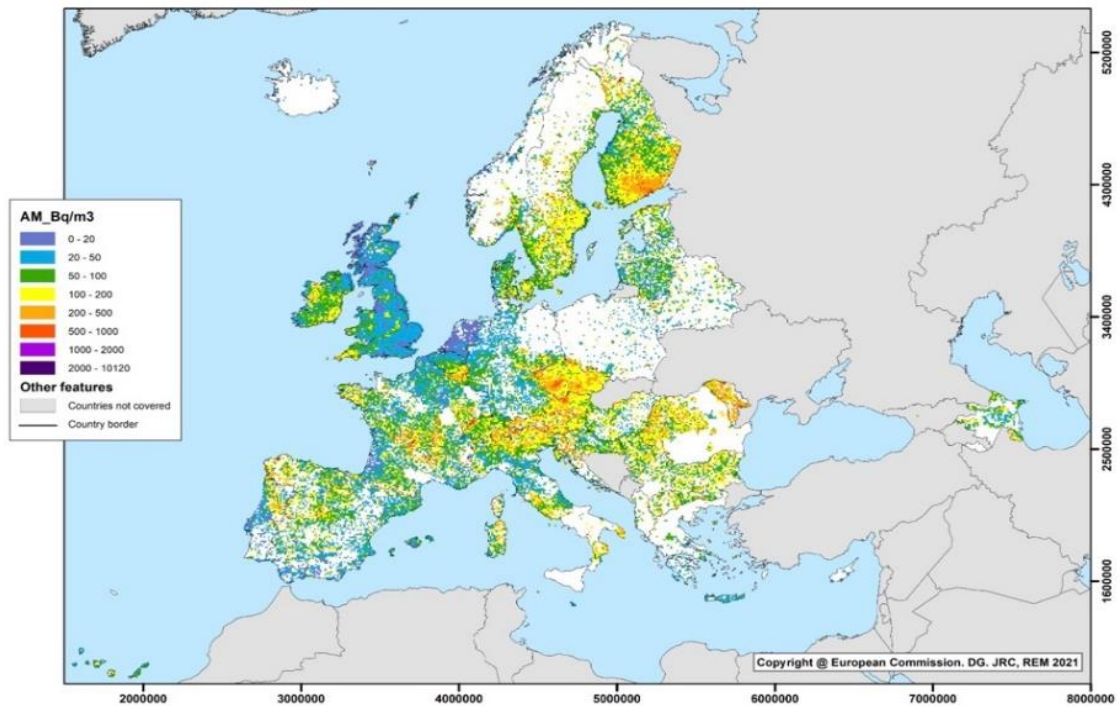 AM_Bq/m3
0 - 20
20 - 50
50 - 100
100 - 200
200 - 500
500 - 1000
1000 - 2000
2000 - 10120
Other features
Countries not covered
Country border
5200000
4300000
3400000
2500000
1600000
Copyright @ European Commission. DG. JRC, REM 2021
2000000 3000000 4000000 5000000 6000000 7000000 8000000